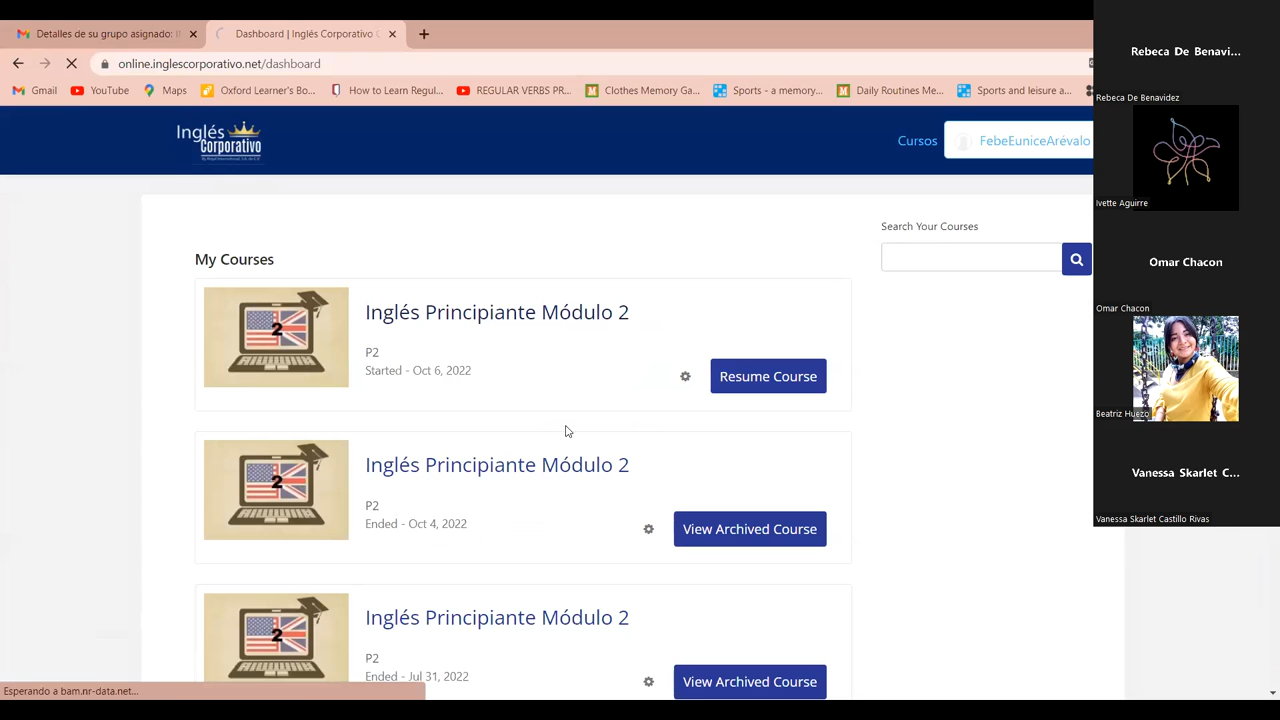 Detalles de su grupo asignado: I
Dashboard | Inglés Corporativo
online.inglescorporativo.net/dashboard
Gmail
YouTube
Maps
Oxford Learner's Bo...
How to Learn Regul...
REGULAR VERBS PR...
Clothes Memory Ga...
Sports - a memory...
Daily Routines Me...
Sports and leisure a...
Inglés
Corporativo
Cursos
FebeEuniceArévalo
Search Your Courses
My Courses
2
Inglés Principiante Módulo 2
P2
Started - Oct 6, 2022
Resume Course
2
Inglés Principiante Módulo 2
P2
Ended - Oct 4, 2022
View Archived Course
2
Inglés Principiante Módulo 2
P2
Ended - Jul 31, 2022
View Archived Course
Esperando a bam.nr-data.net...
Rebeca De Benavi...
Rebeca De Benavidez
Ivette Aguirre
Omar Chacon
Omar Chacon
Beatriz Huezo
Vanessa Skarlet C...
Vanessa Skarlet Castillo Rivas